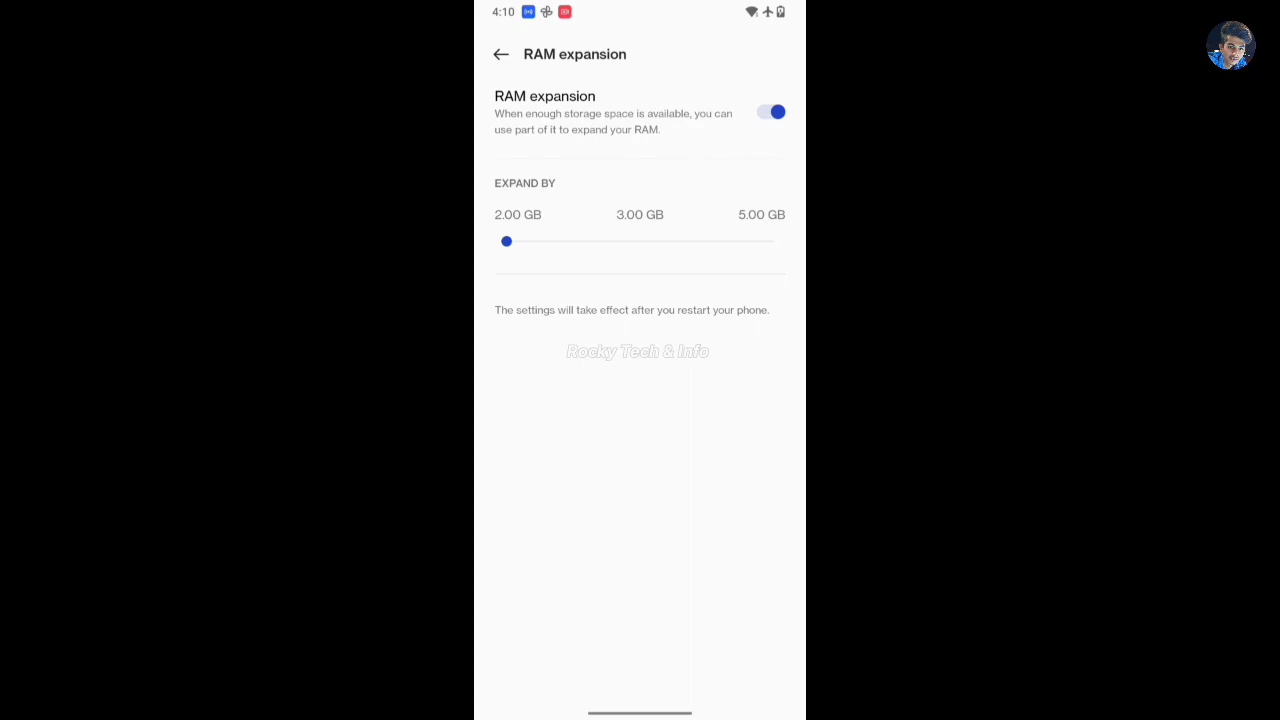 4:10
RAM expansion
RAM expansion
When enough storage space is available, you can
use part of it to expand your RAM.
EXPAND BY
2.00 GB 3.00 GB 5.00 GB
The settings will take effect after you restart your phone.
Rocky Tech & Info